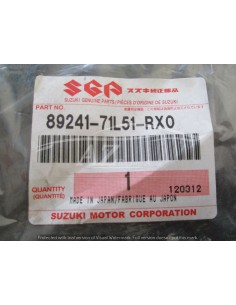 SGP スズキ純正部品
SUZUKI GENUINE PARTS/PIECES D'ORIGINE DE SUZUKI
PART NO.
89241-71L51-RX0
QUANTITY
(QUANTITE)
1
120312
MADE IN JAPAN/FABRIQUE AU JAPON
SUZUKI MOTOR CORPORATION